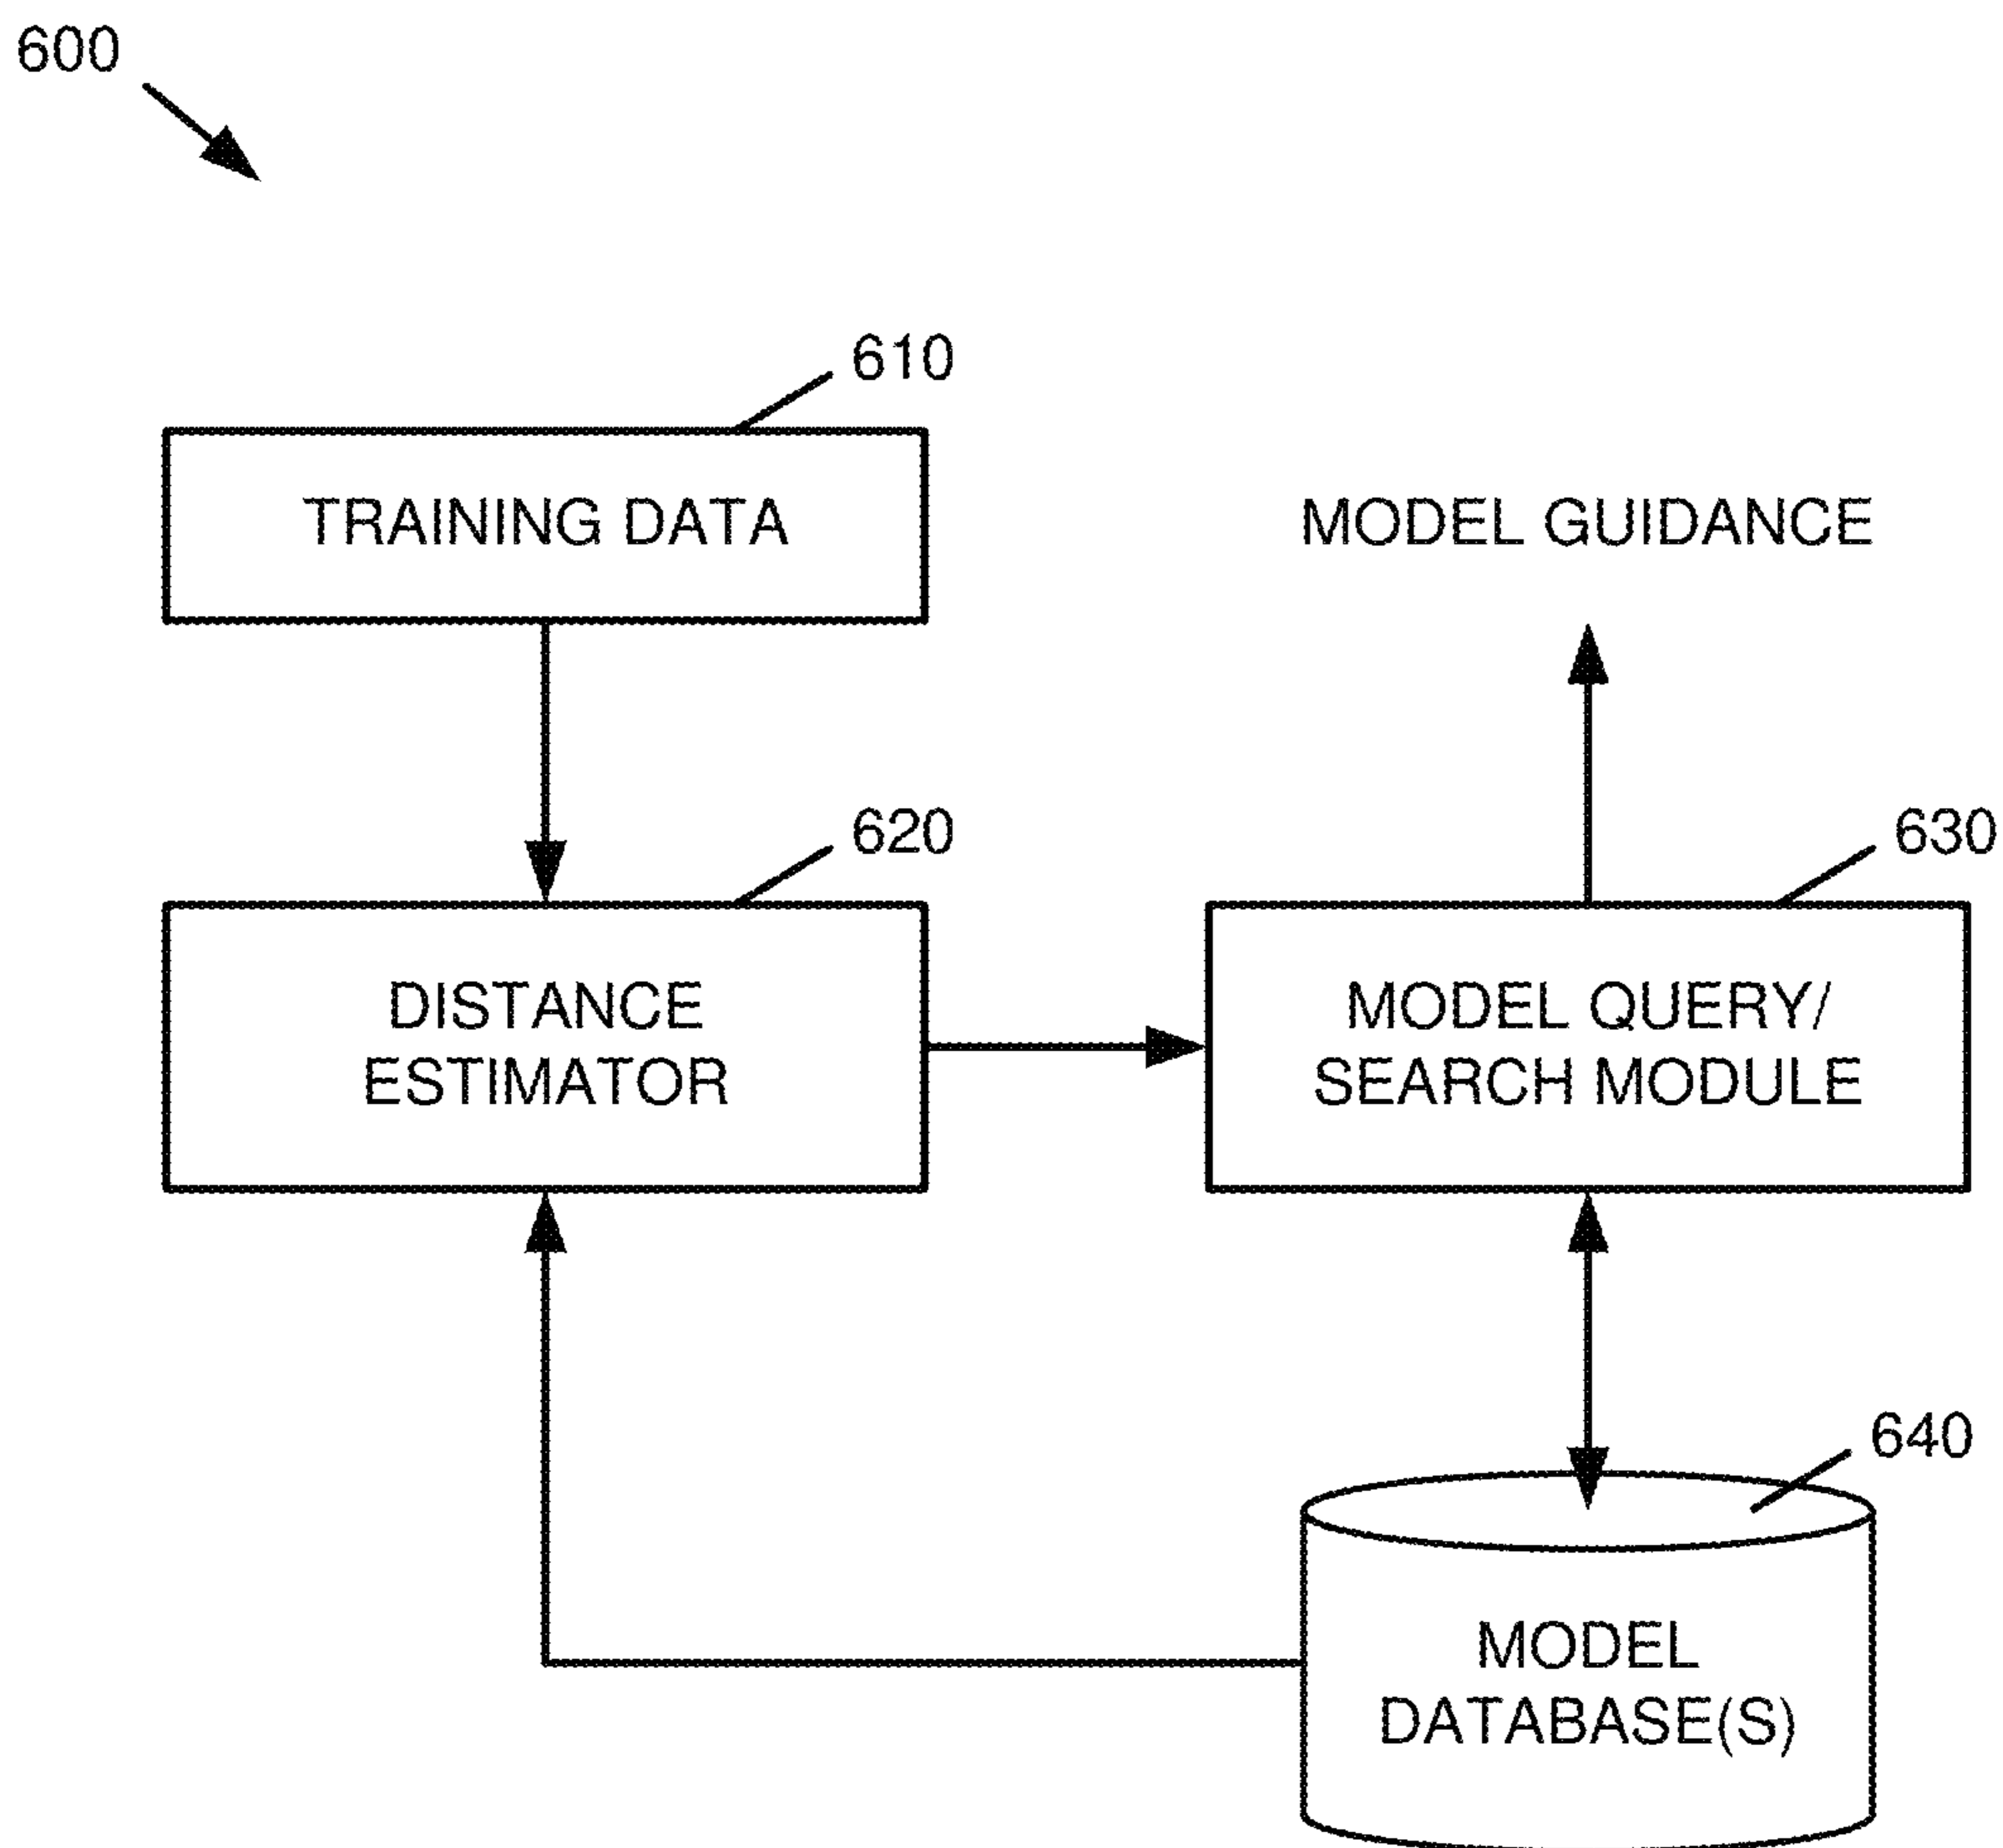 600
610
TRAINING DATA
MODEL GUIDANCE
620
630
DISTANCE
ESTIMATOR
MODEL QUERY/
SEARCH MODULE
640
MODEL
DATABASE(S)